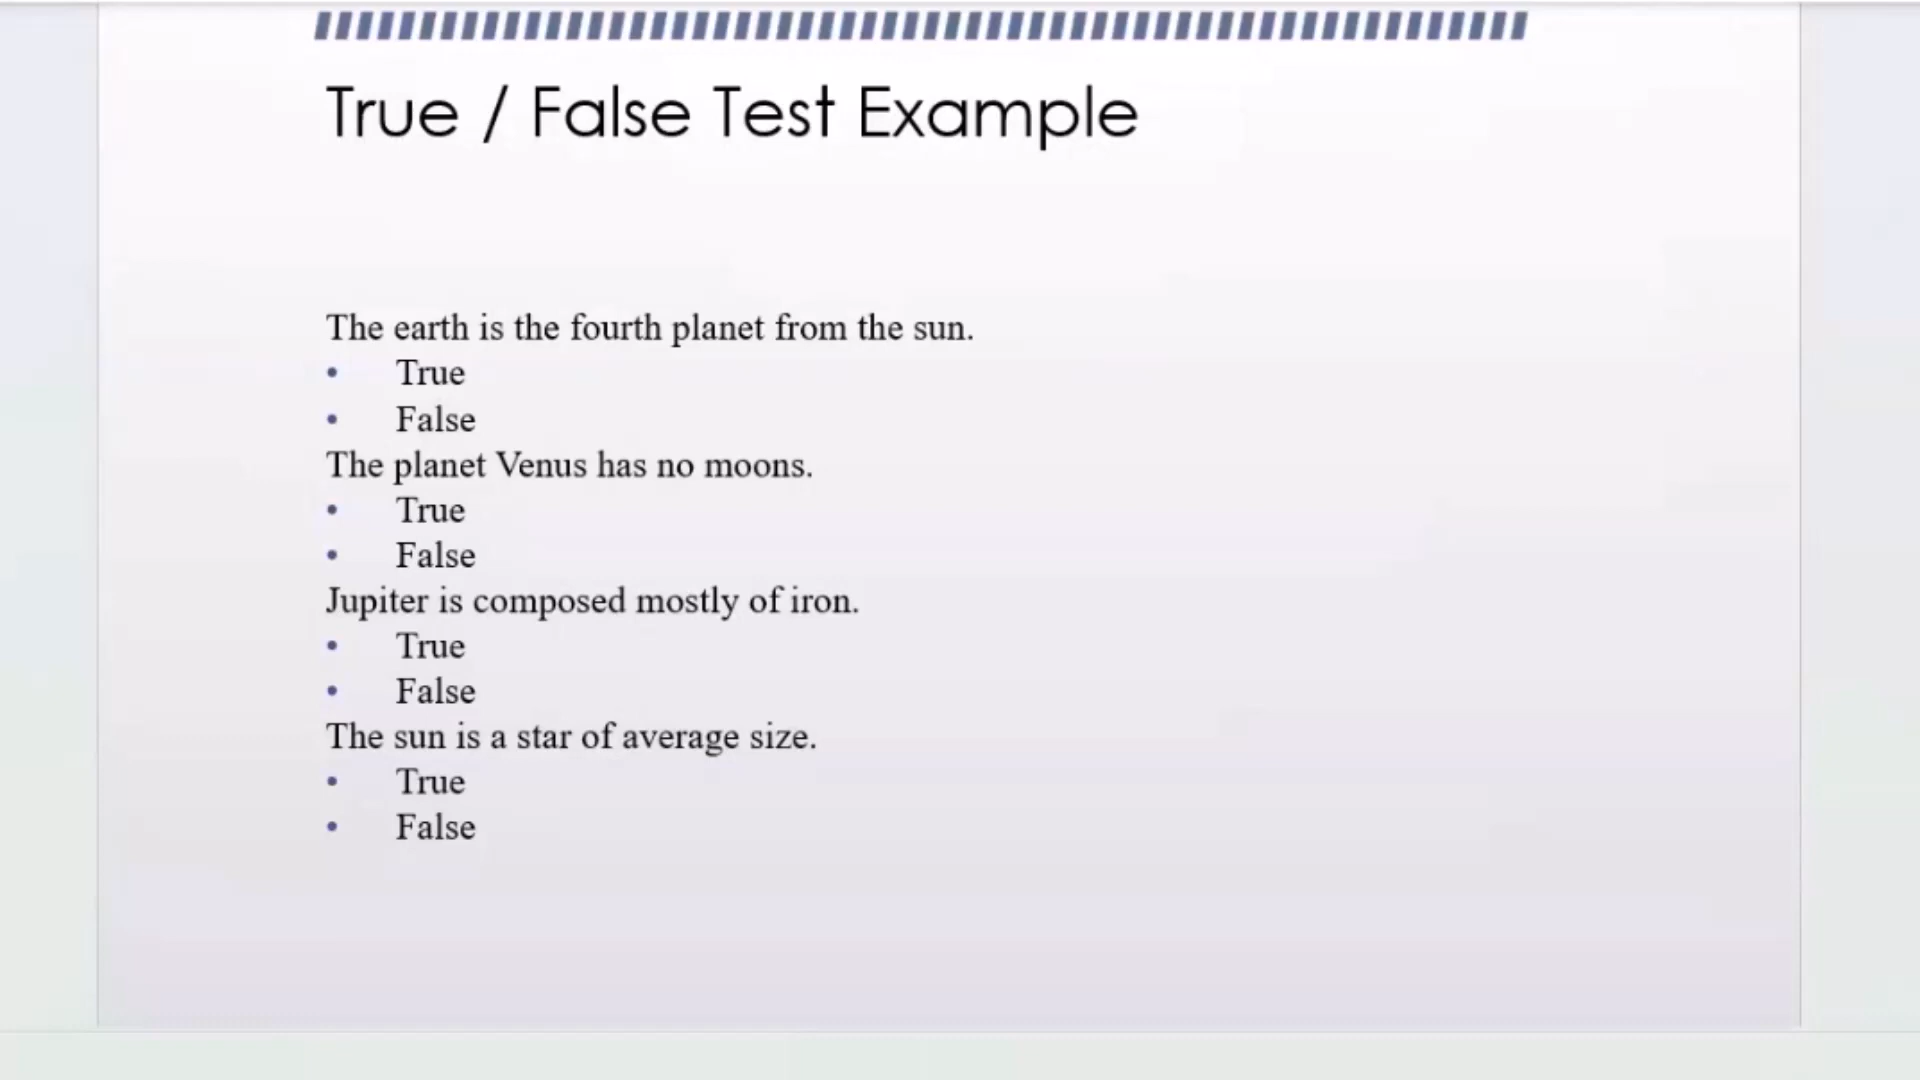 True / False Test Example
The earth is the fourth planet from the sun.
• True
• False
The planet Venus has no moons.
• True
• False
Jupiter is composed mostly of iron.
• True
• False
The sun is a star of average size.
• True
• False